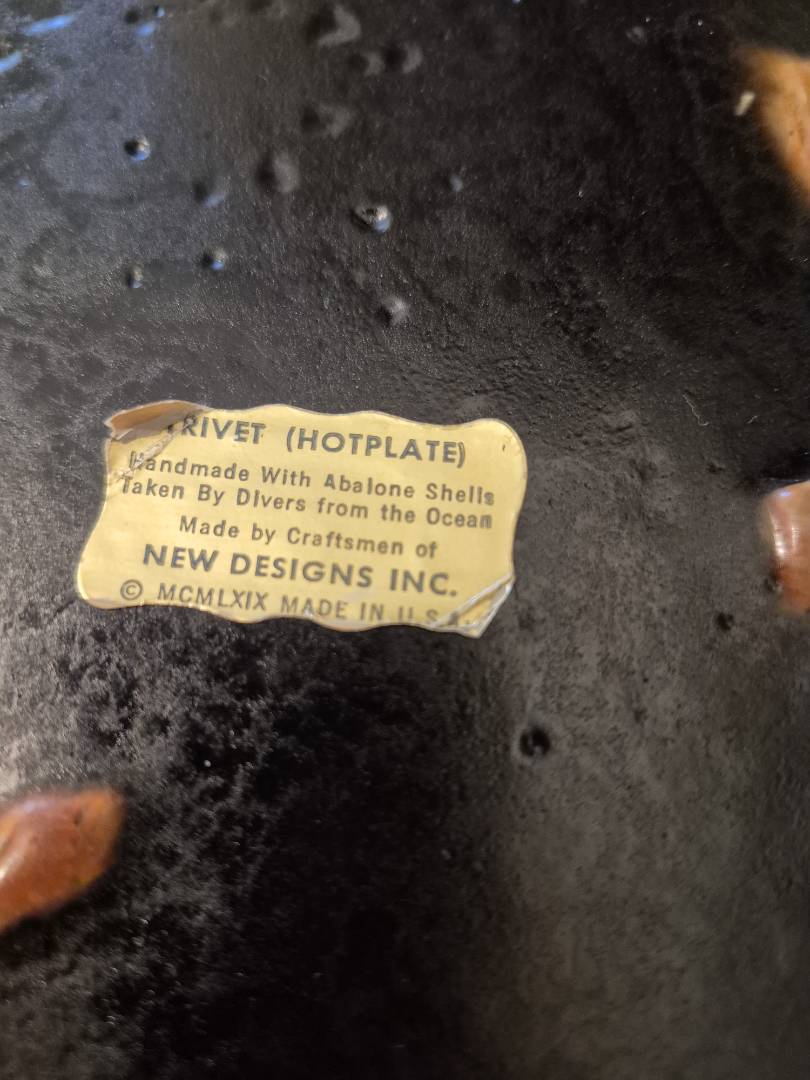 TRIVET (HOTPLATE)
Handmade With Abalone Shells
Taken By Divers from the Ocean
Made by Craftsmen of
NEW DESIGNS INC.
© MCMLXIX MADE IN U.S.A.